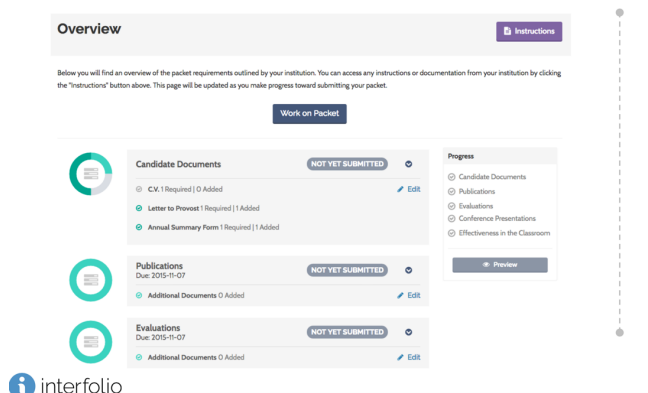 Overview
Instructions
Below you will find an overview of the packet requirements outlined by your institution. You can access any instructions or documentation from your institution by clicking
the "Instructions" button above. This page will be updated as you make progress toward submitting your packet.
Work on Packet
Candidate Documents
NOT YET SUBMITTED
C.V. 1 Required | 0 Added
Edit
Letter to Provost 1 Required | 1 Added
Annual Summary Form 1 Required | 1 Added
Publications
Due: 2015-11-07
NOT YET SUBMITTED
Additional Documents 0 Added
Edit
Evaluations
Due: 2015-11-07
NOT YET SUBMITTED
Additional Documents 0 Added
Edit
Progress
Candidate Documents
Publications
Evaluations
Conference Presentations
Effectiveness in the Classroom
Preview
interfolio